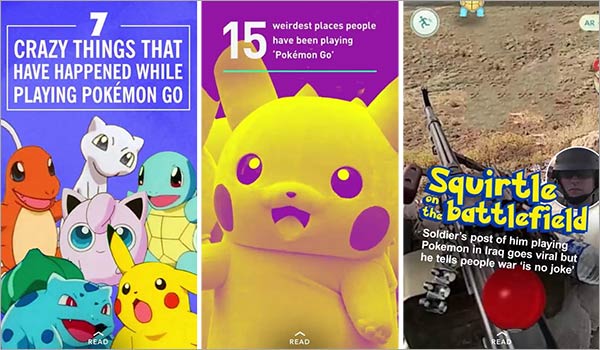 7
CRAZY THINGS THAT
HAVE HAPPENED WHILE
PLAYING POKÉMON GO
READ
15
weirdest places people
have been playing
‘Pokémon Go’
READ
AR
Squirtle
on
the battlefield
Soldier's post of him playing
Pokemon in Iraq goes viral but
he tells people war ‘is no joke’
READ